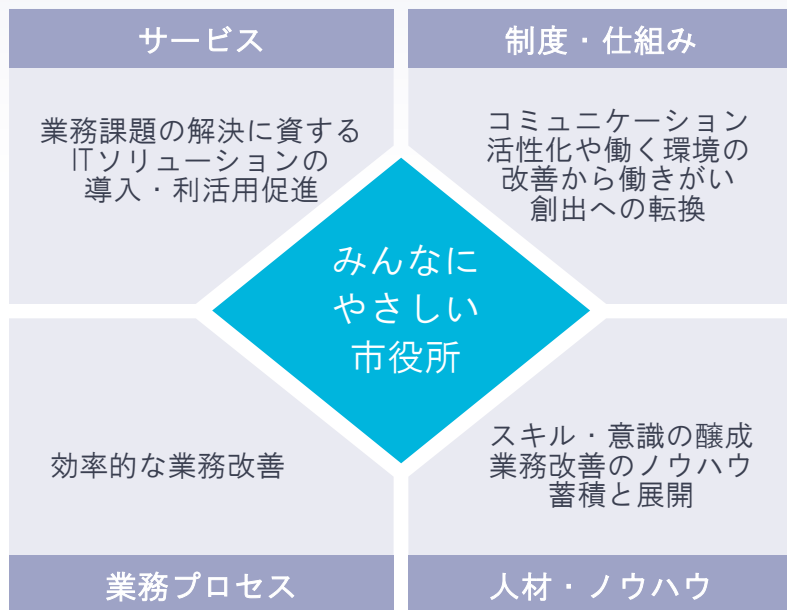 サービス
業務課題の解決に資する
ITソリューションの
導入・利活用促進
制度・仕組み
コミュニケーション
活性化や働く環境の
改善から働きがい
創出への転換
みんなに
やさしい
市役所
効率的な業務改善
業務プロセス
スキル・意識の醸成
業務改善のノウハウ
蓄積と展開
人材・ノウハウ